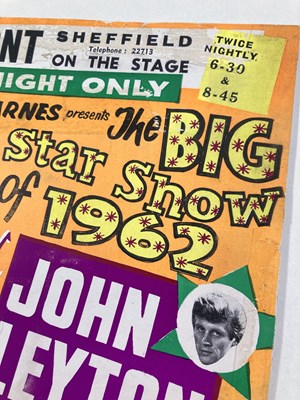 NT SHEFFIELD
Telephone: 22713
ON THE STAGE
TWICE
NIGHTLY
6-30
&
8-45
NIGHT ONLY
ARNES presents The BIG
Star Show
of 1962
JOHN
LEYTON